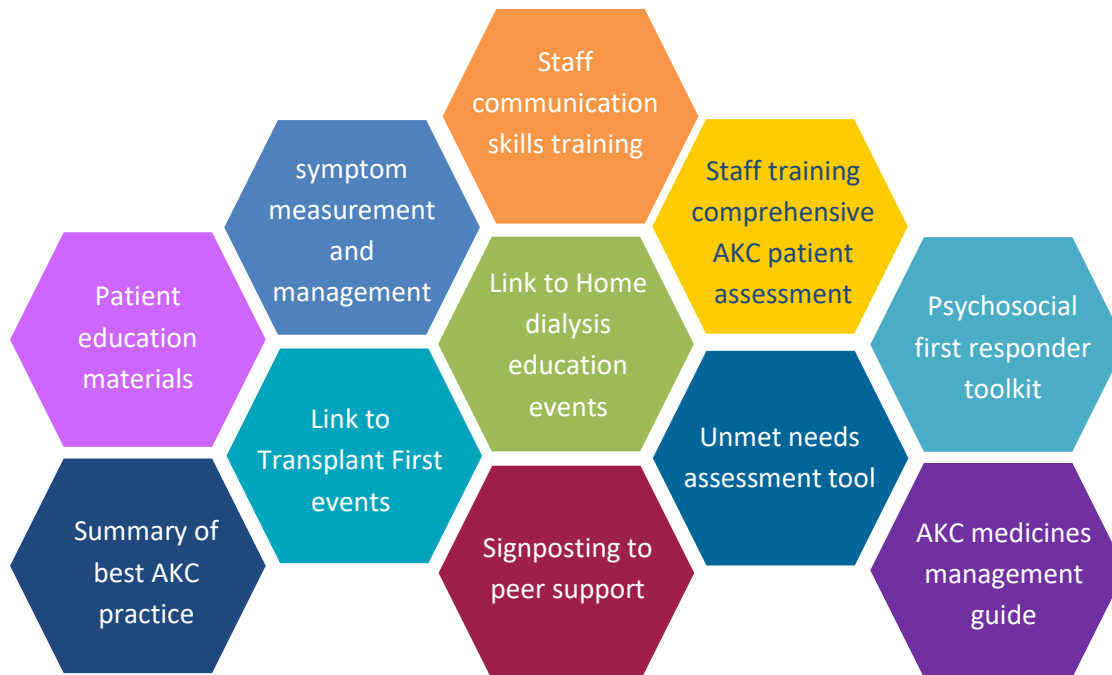 Staff
communication
skills training
symptom
measurement
and
management
Staff training
comprehensive
AKC patient
assessment
Patient
education
materials
Link to Home
dialysis
education
events
Psychosocial
first responder
toolkit
Link to
Transplant First
events
Unmet needs
assessment tool
Summary of
best AKC
practice
Signposting to
peer support
AKC medicines
management
guide